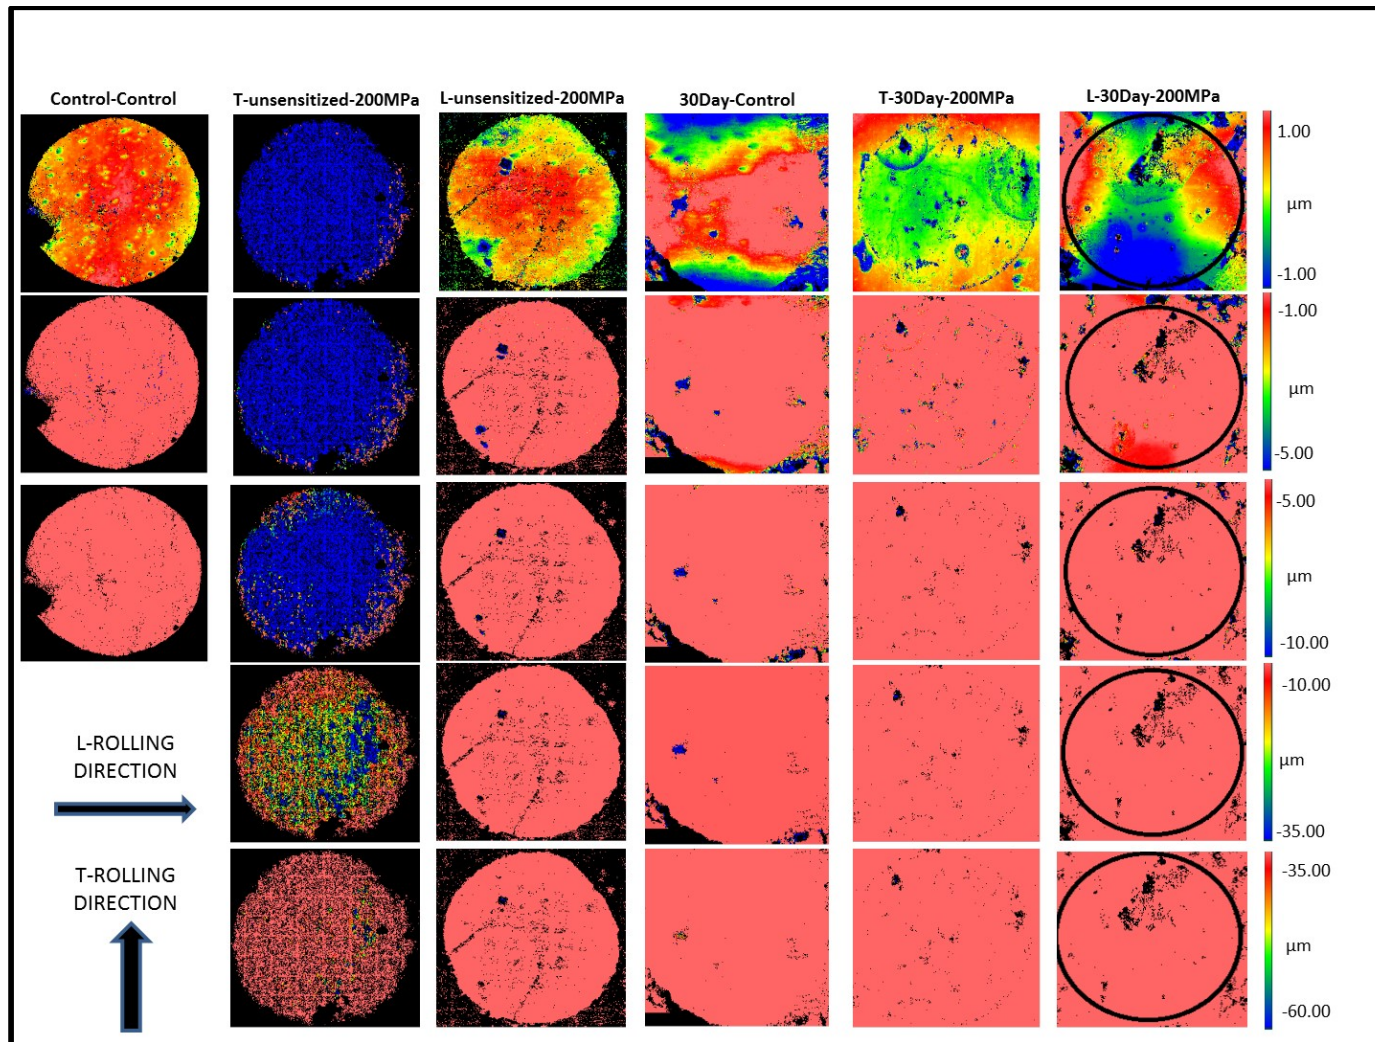 Control-Control
T-unsensitized-200MPa
L-unsensitized-200MPa
30Day-Control
T-30Day-200MPa
L-30Day-200MPa
1.00
µm
-1.00
-1.00
µm
-5.00
-5.00
µm
-10.00
L-ROLLING
DIRECTION
-10.00
µm
-35.00
T-ROLLING
DIRECTION
-35.00
µm
-60.00